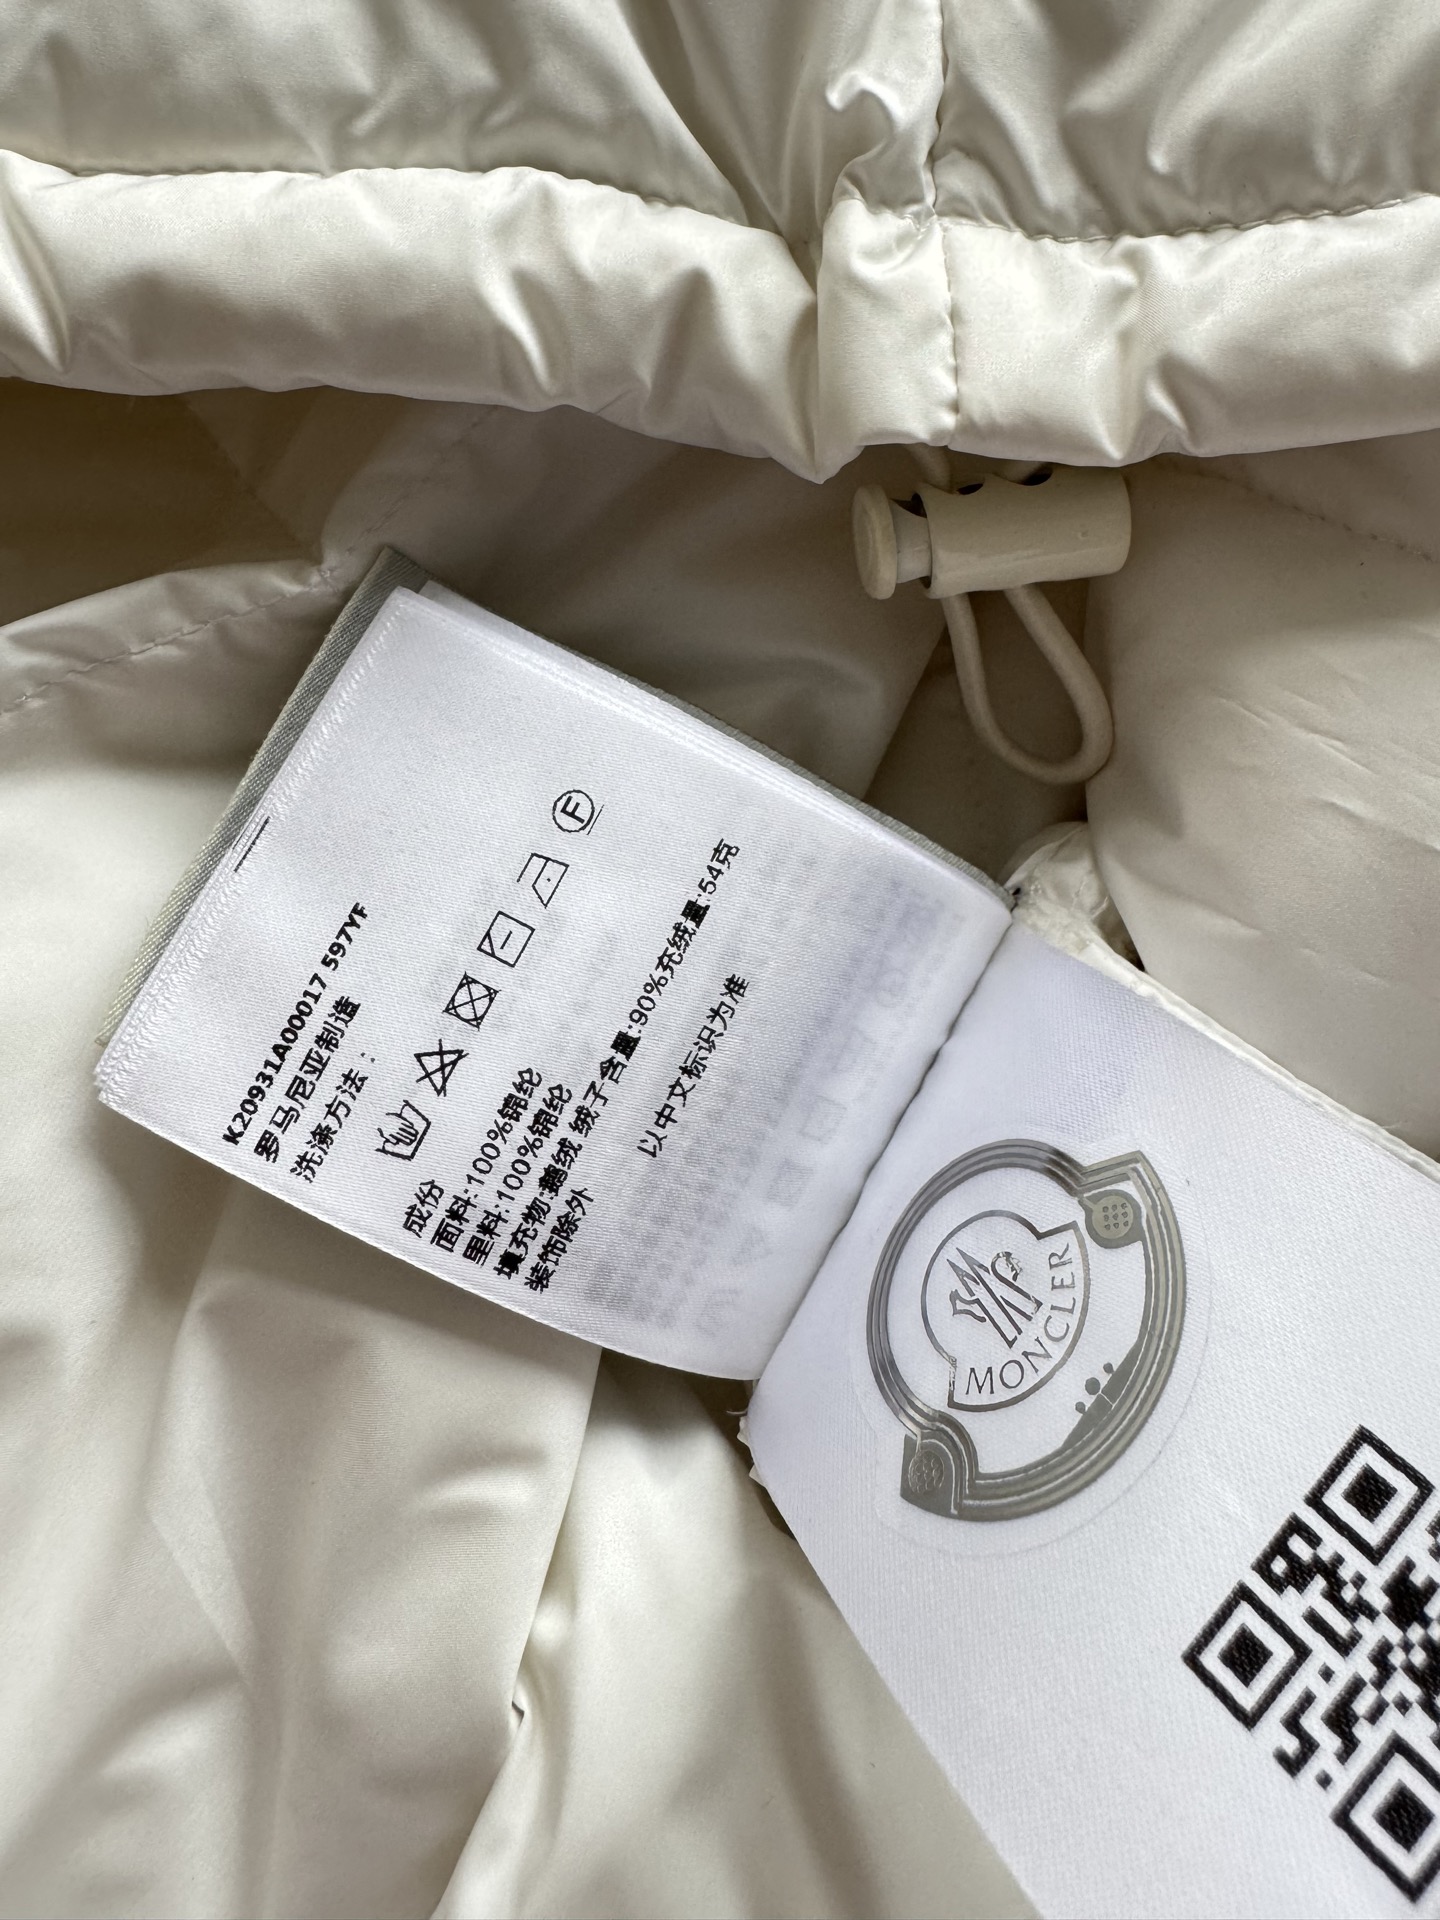 K20931A00017 597YF
罗马尼亚制造
洗涤方法：
F
成份
面料:100%锦纶
里料:100%锦纶
填充物:鹅绒 绒子含量:90%充绒量:54克
装饰除外
以中文标识为准
MONCLER